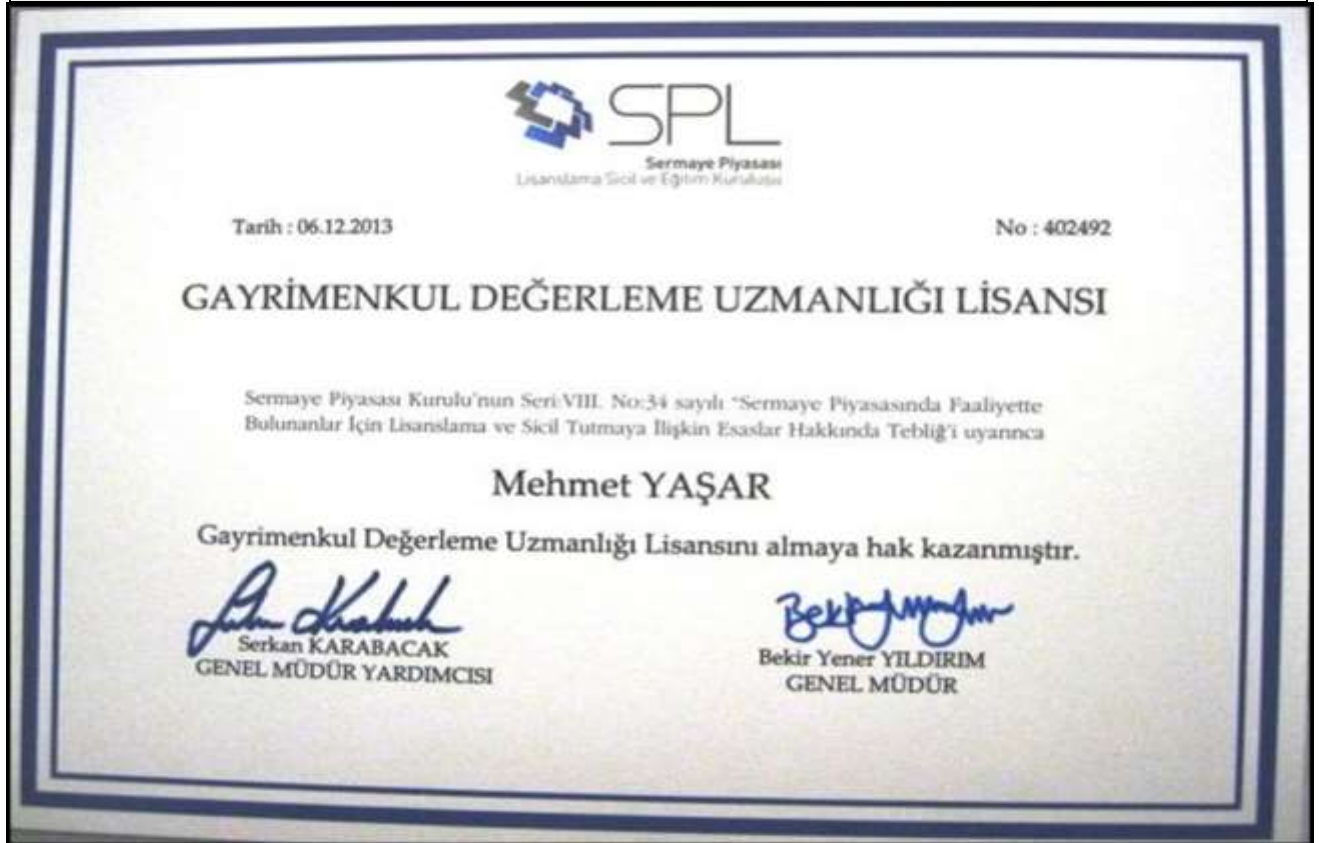 SPL
Sermaye Piyasası
Lisanslama Sicil ve Eğitim Kuruluşu
Tarih : 06.12.2013
No : 402492
GAYRİMENKUL DEĞERLEME UZMANLIĞI LİSANSI
Sermaye Piyasası Kurulu'nun Seri:VIII. No:34 sayılı "Sermaye Piyasasında Faaliyette
Bulunanlar İçin Lisanslama ve Sicil Tutmaya İlişkin Esaslar Hakkında Tebliğ'i uyarınca
Mehmet YAŞAR
Gayrimenkul Değerleme Uzmanlığı Lisansını almaya hak kazanmıştır.
Serkan KARABACAK
GENEL MÜDÜR YARDIMCISI
Bekir Yener YILDIRIM
GENEL MÜDÜR